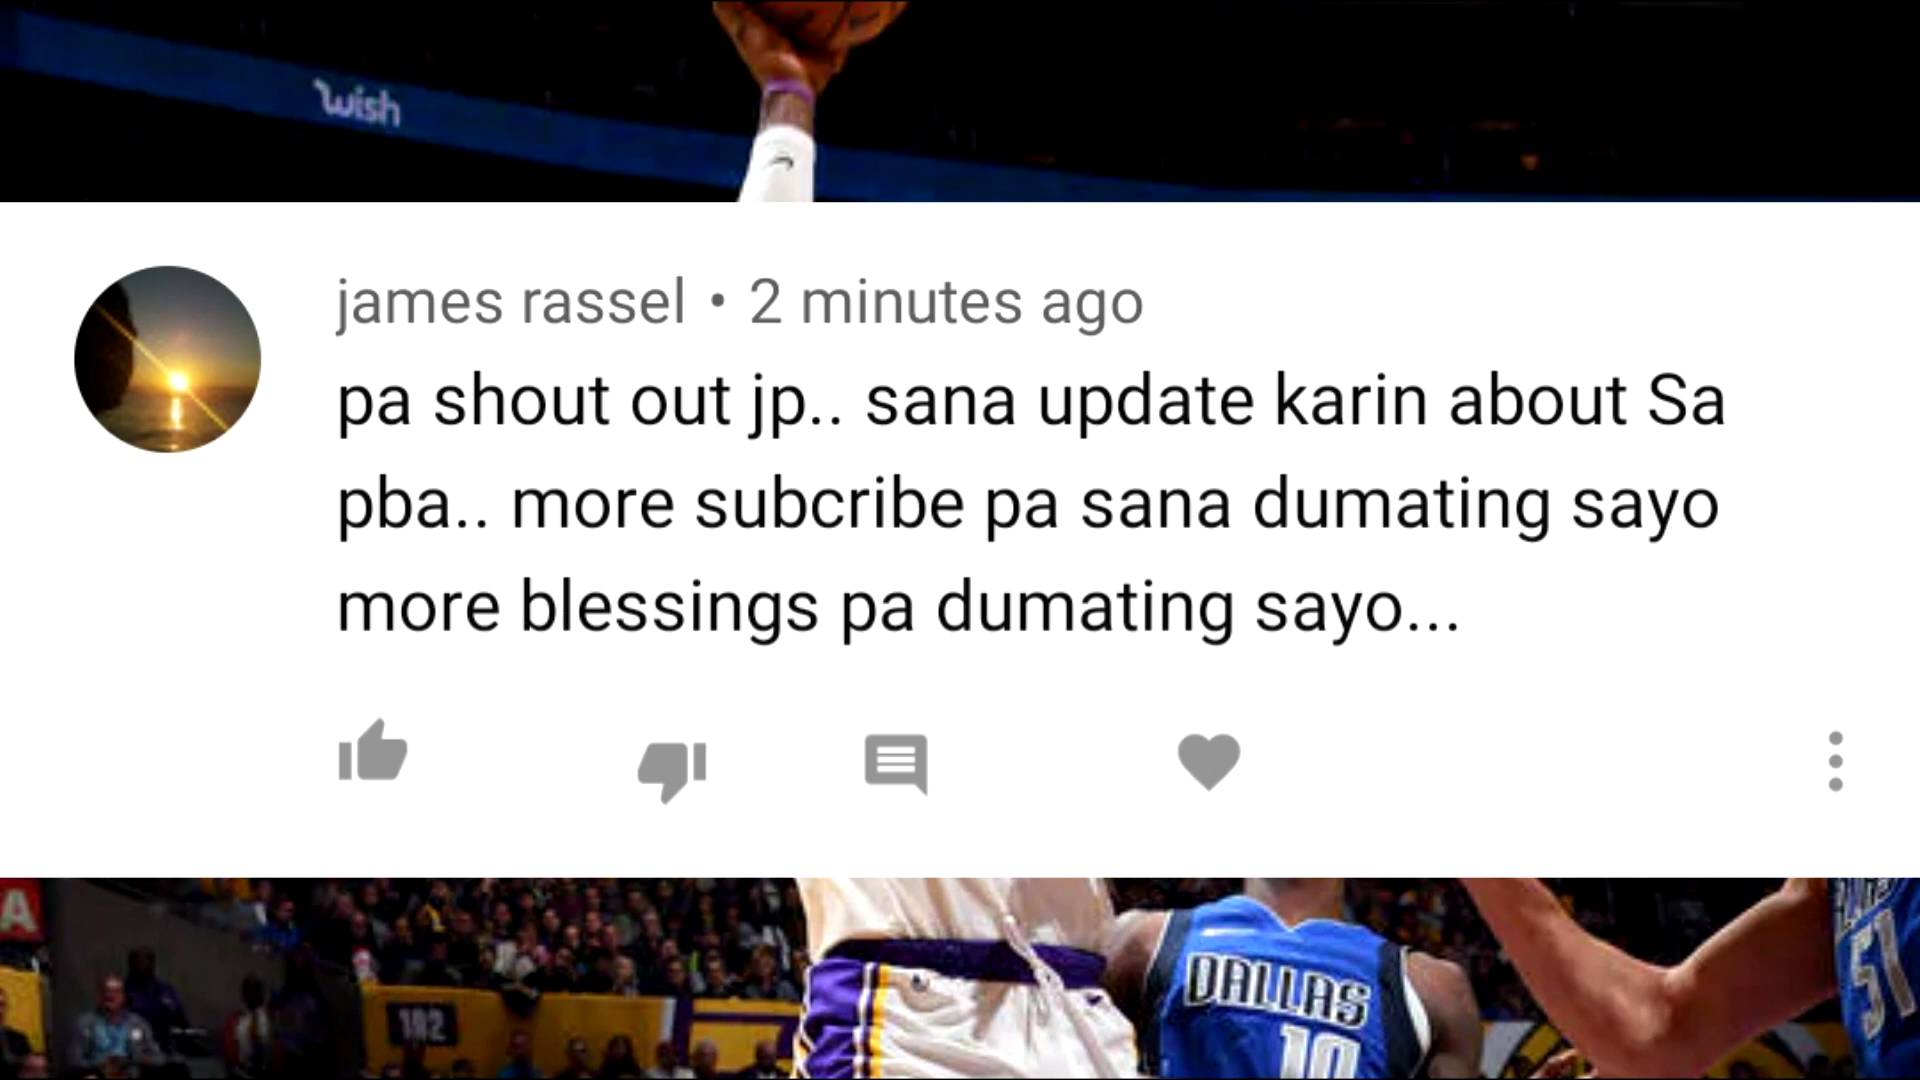 wish
james rassel • 2 minutes ago
pa shout out jp.. sana update karin about Sa
pba.. more subcribe pa sana dumating sayo
more blessings pa dumating sayo...
A
102
DALLAS
10
51